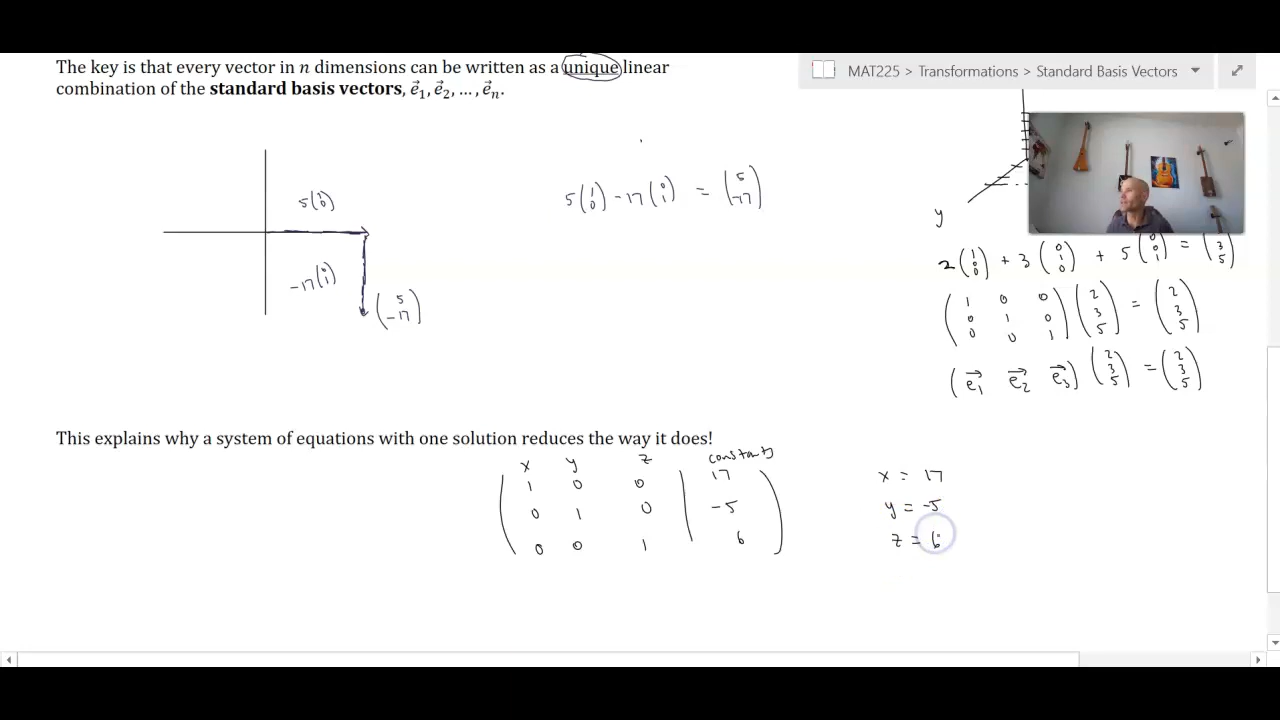 The key is that every vector in n dimensions can be written as a unique linear
combination of the standard basis vectors, e⃗₁, e⃗₂, …, e⃗ₙ.
MAT225 > Transformations > Standard Basis Vectors
5(1 0)
-17(0 1)
(5 -17)
5(1 0) - 17(0 1) = (5 -17)
y
2(1 0 0) + 3(0 1 0) + 5(0 0 1) = (2 3 5)
(1 0 0
0 1 0
0 0 1)(2 3 5) = (2 3 5)
(e⃗₁ e⃗₂ e⃗₃)(2 3 5) = (2 3 5)
This explains why a system of equations with one solution reduces the way it does!
x y z constants
1 0 0 | 17
0 1 0 | -5
0 0 1 | 6
x = 17
y = -5
z = 6